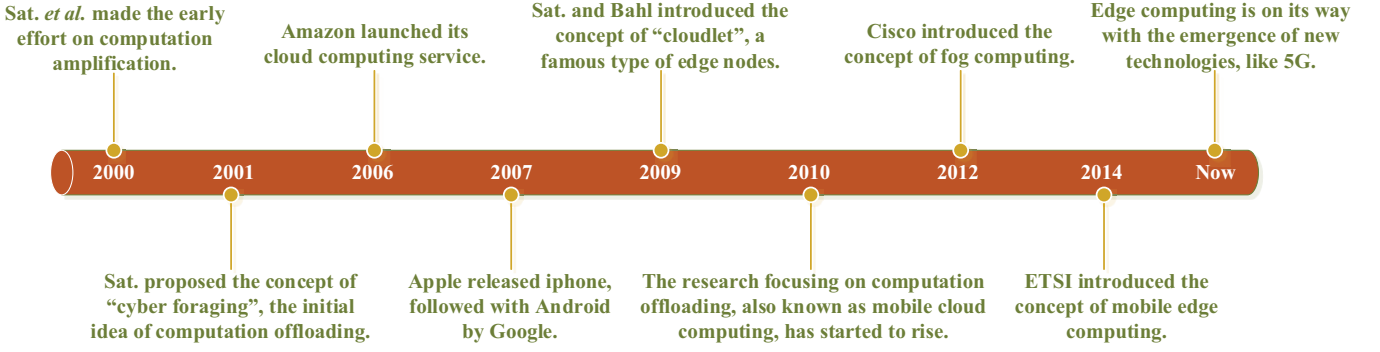 Sat. et al. made the early
effort on computation
amplification.
Amazon launched its
cloud computing service.
Sat. and Bahl introduced the
concept of “cloudlet”, a
famous type of edge nodes.
Cisco introduced the
concept of fog computing.
Edge computing is on its way
with the emergence of new
technologies, like 5G.
2000 2001 2006 2007 2009 2010 2012 2014 Now
Sat. proposed the concept of
“cyber foraging”, the initial
idea of computation offloading.
Apple released iphone,
followed with Android
by Google.
The research focusing on computation
offloading, also known as mobile cloud
computing, has started to rise.
ETSI introduced the
concept of mobile edge
computing.